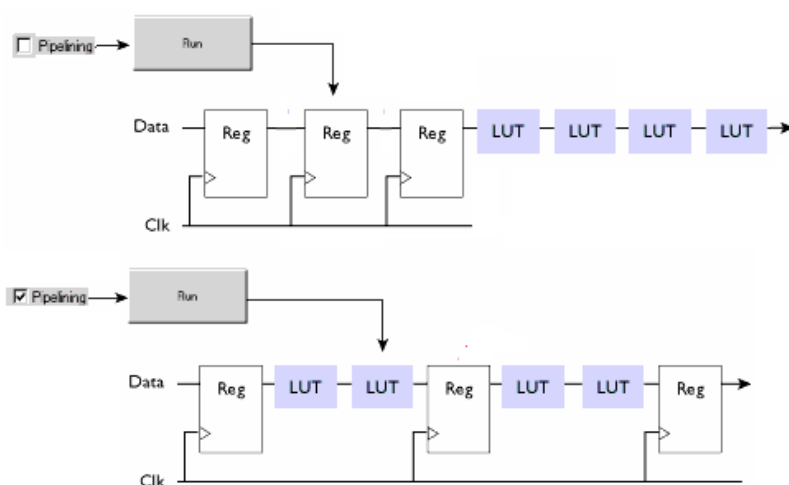 Pipelining Run
Data Reg Reg Reg LUT LUT LUT LUT
Clk
Pipelining Run
Data Reg LUT LUT Reg LUT LUT Reg
Clk